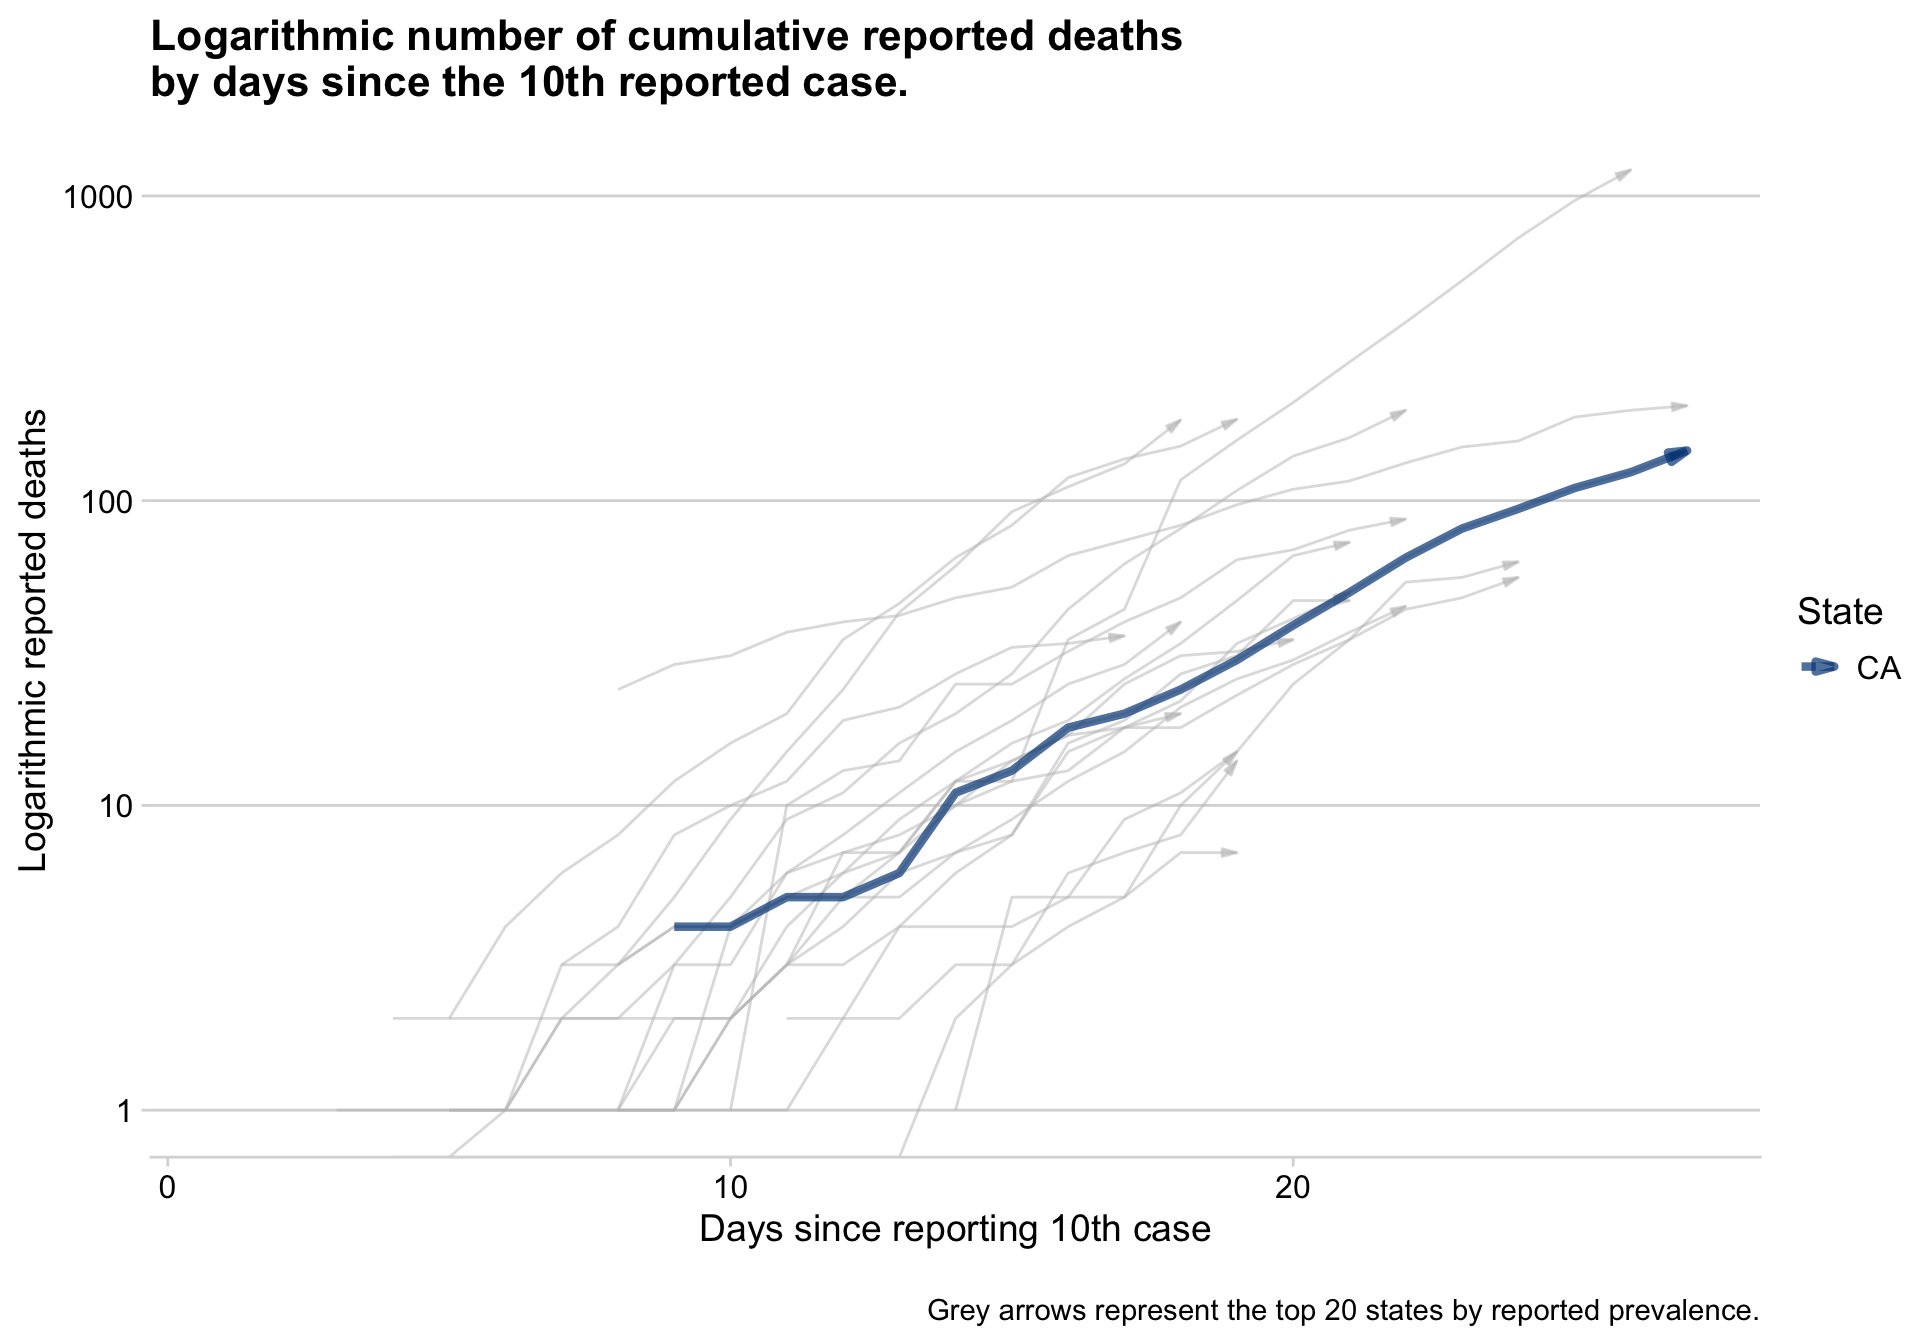 Logarithmic number of cumulative reported deaths
by days since the 10th reported case.
1000
100
10
1
Logarithmic reported deaths
0 10 20
Days since reporting 10th case
State
CA
Grey arrows represent the top 20 states by reported prevalence.